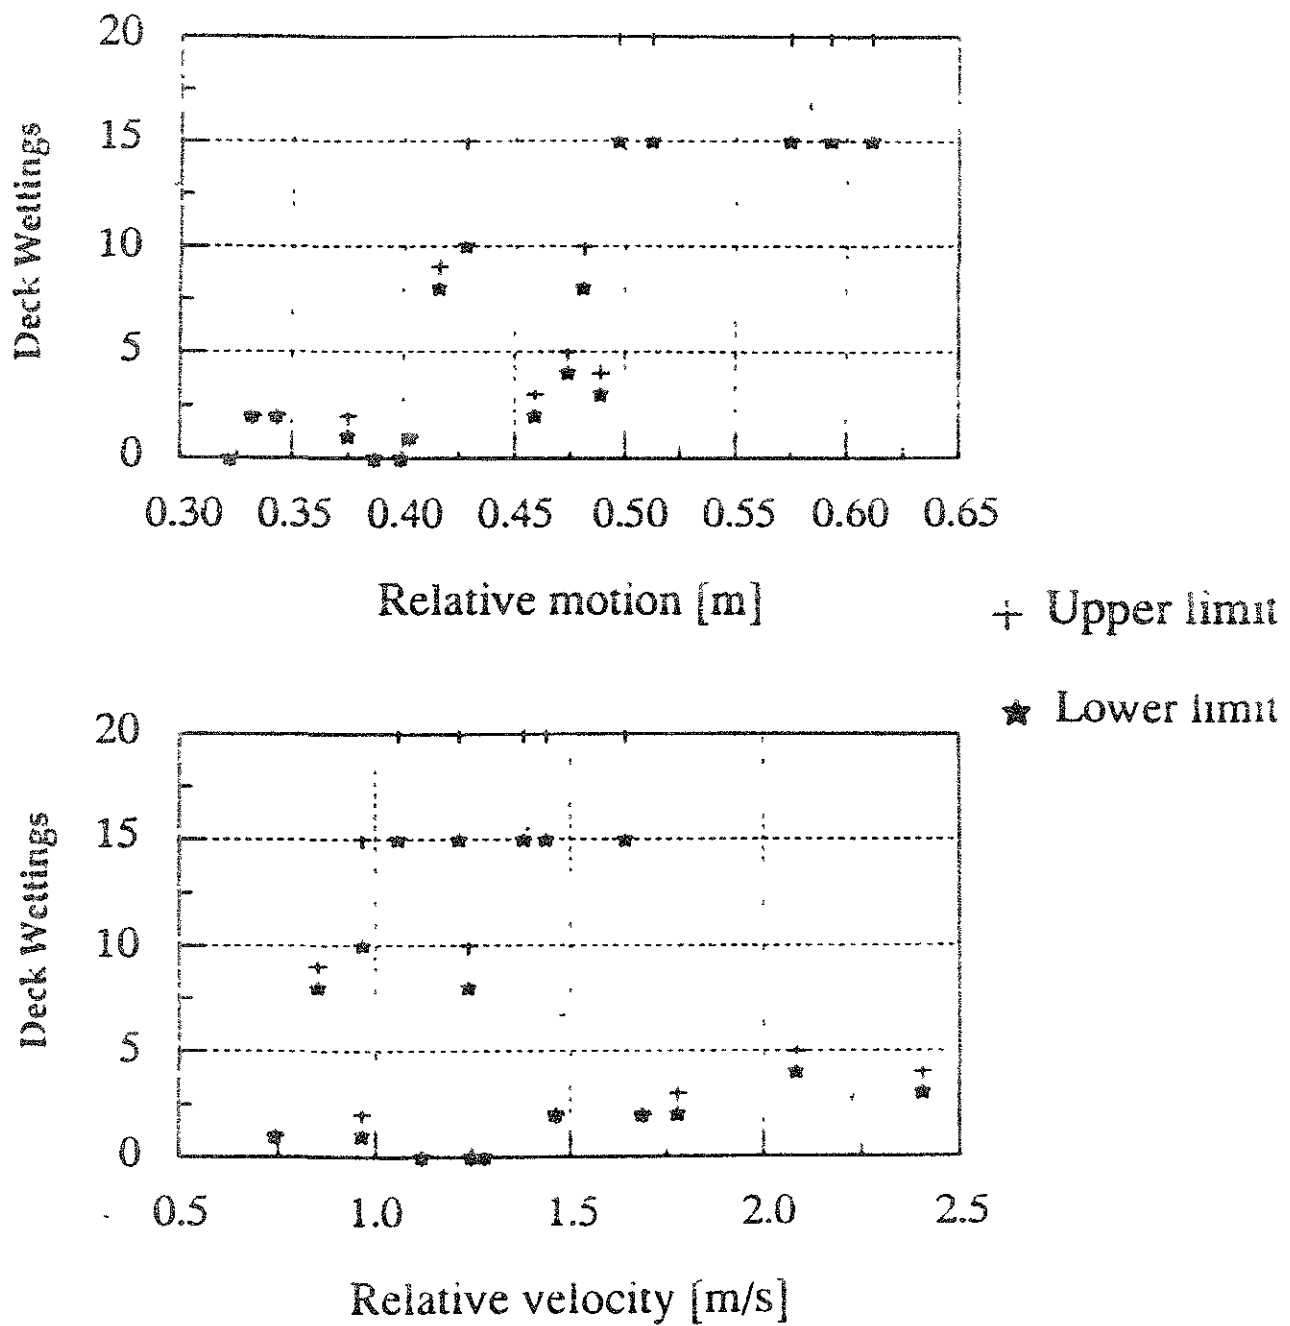 20
15
10
5
0
Deck Wettings
0.30 0.35 0.40 0.45 0.50 0.55 0.60 0.65
Relative motion [m]
+ Upper limit
★ Lower limit
20
15
10
5
0
Deck Wettings
0.5 1.0 1.5 2.0 2.5
Relative velocity [m/s]